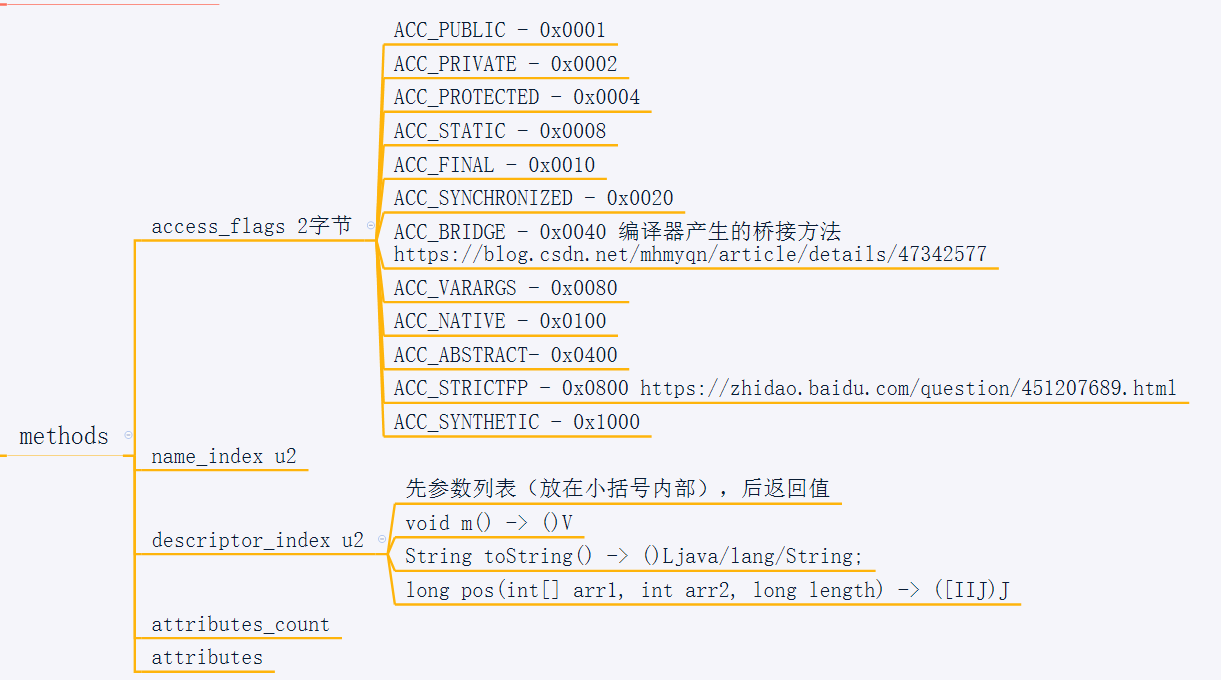 methods
access_flags 2字节
ACC_PUBLIC - 0x0001
ACC_PRIVATE - 0x0002
ACC_PROTECTED - 0x0004
ACC_STATIC - 0x0008
ACC_FINAL - 0x0010
ACC_SYNCHRONIZED - 0x0020
ACC_BRIDGE - 0x0040 编译器产生的桥接方法
https://blog.csdn.net/mhmyqn/article/details/47342577
ACC_VARARGS - 0x0080
ACC_NATIVE - 0x0100
ACC_ABSTRACT- 0x0400
ACC_STRICTFP - 0x0800 https://zhidao.baidu.com/question/451207689.html
ACC_SYNTHETIC - 0x1000
name_index u2
descriptor_index u2
先参数列表（放在小括号内部），后返回值
void m() -> ()V
String toString() -> ()Ljava/lang/String;
long pos(int[] arr1, int arr2, long length) -> ([IIJ)J
attributes_count
attributes